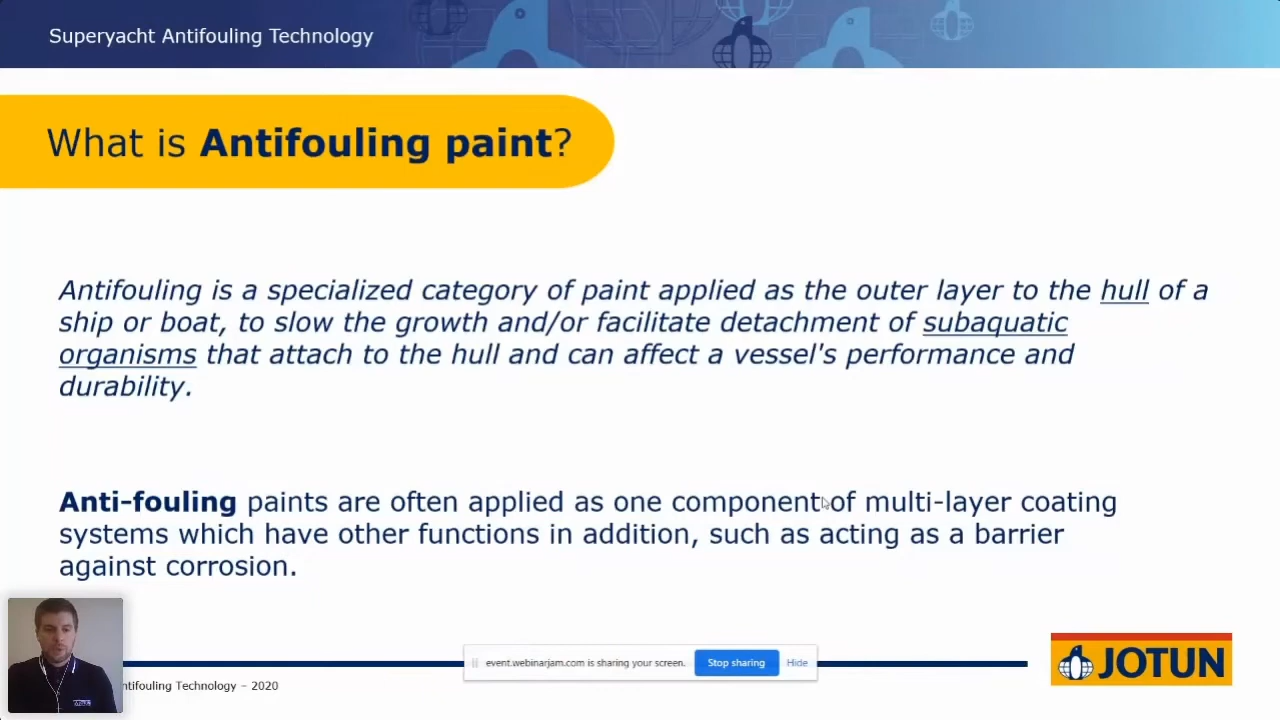 Superyacht Antifouling Technology
What is Antifouling paint?
Antifouling is a specialized category of paint applied as the outer layer to the hull of a
ship or boat, to slow the growth and/or facilitate detachment of subaquatic
organisms that attach to the hull and can affect a vessel's performance and
durability.
Anti-fouling paints are often applied as one component of multi-layer coating
systems which have other functions in addition, such as acting as a barrier
against corrosion.
event.webinarjam.com is sharing your screen. Stop sharing Hide
JOTUN
Technology – 2020